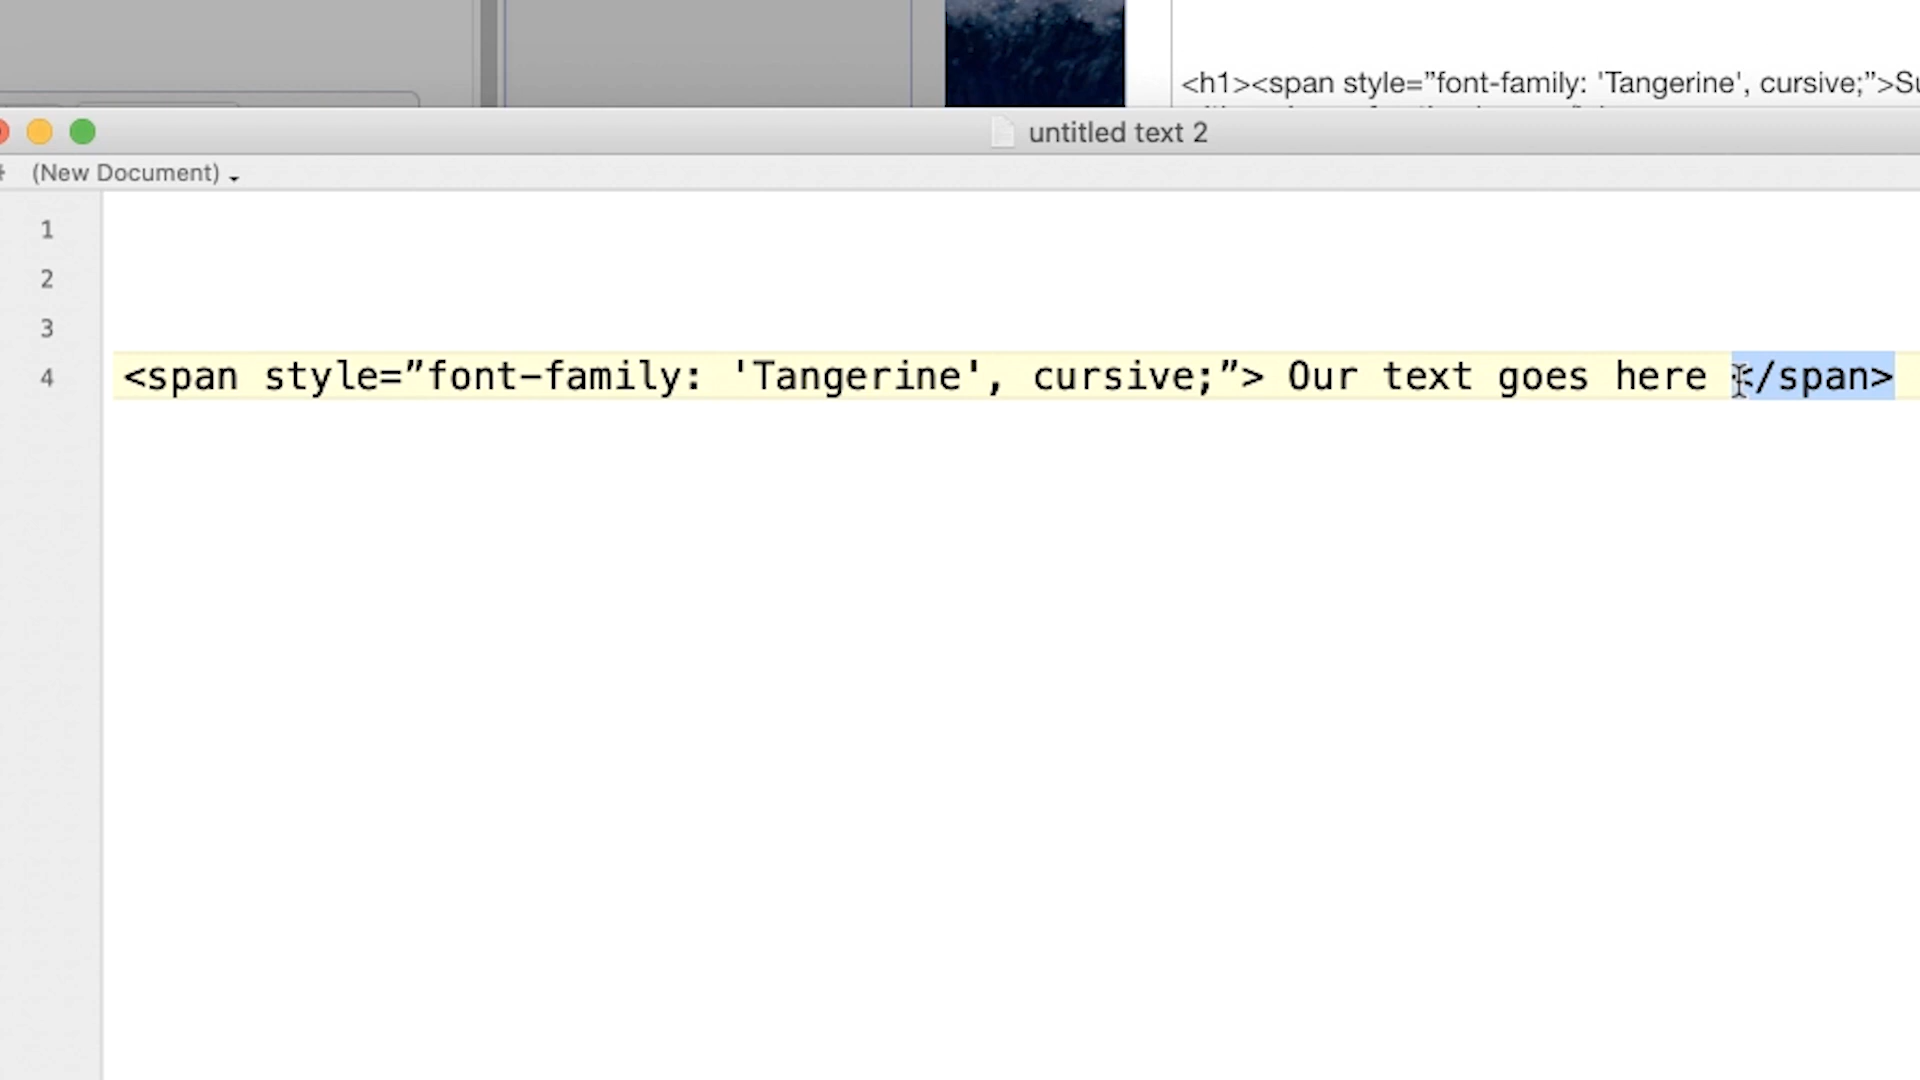 <h1><span style=”font-family: 'Tangerine', cursive;”>Su
untitled text 2
(New Document)
1
2
3
4 <span style=”font-family: 'Tangerine', cursive;”> Our text goes here </span>